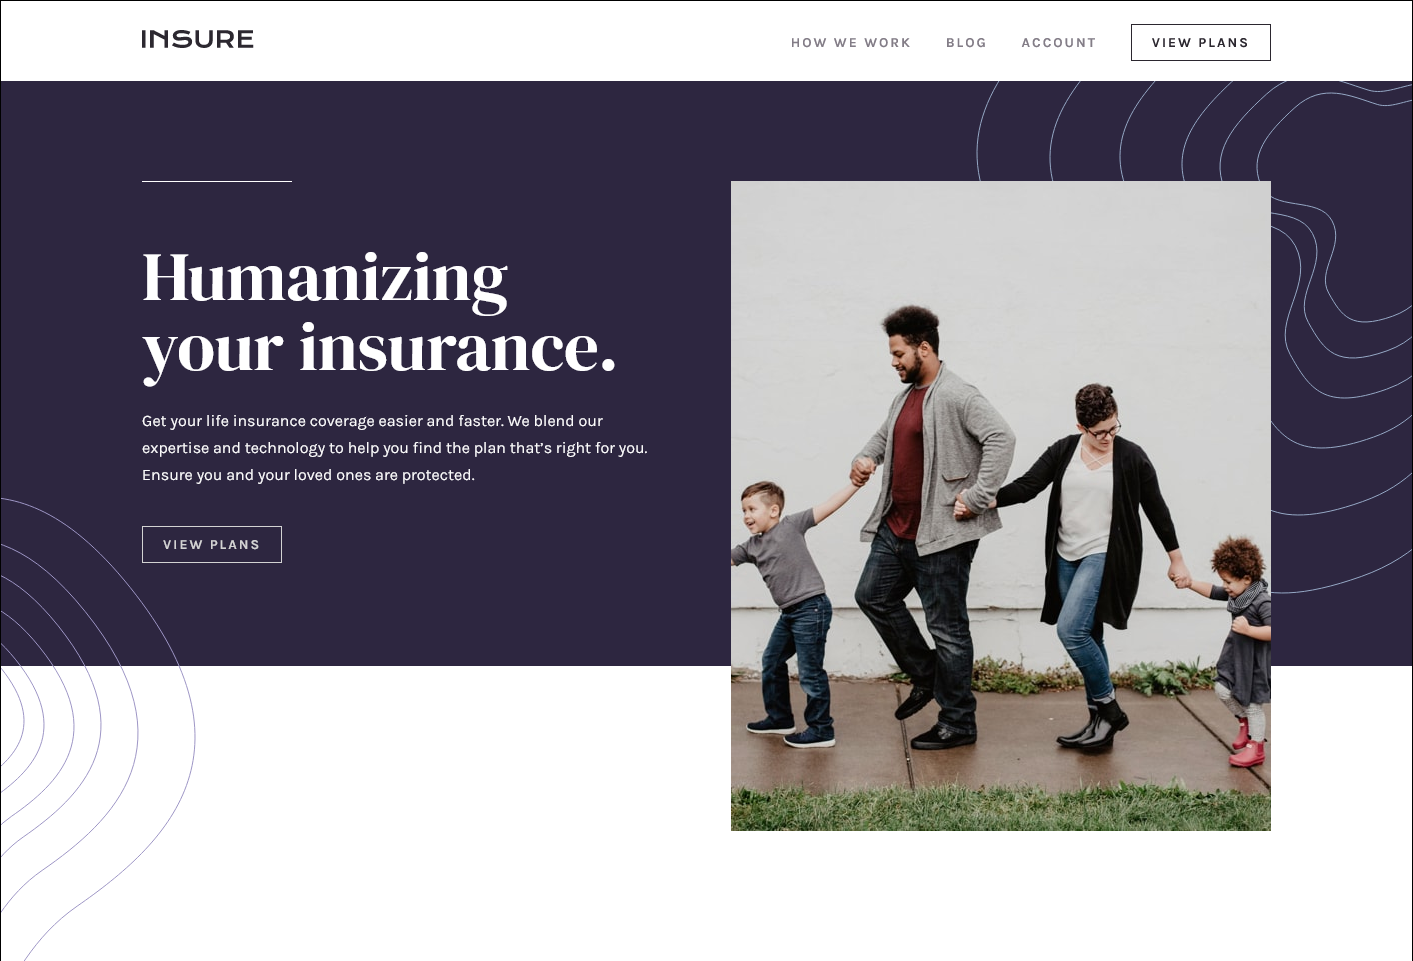 INSURE
HOW WE WORK
BLOG
ACCOUNT
VIEW PLANS
Humanizing
your insurance.
Get your life insurance coverage easier and faster. We blend our
expertise and technology to help you find the plan that’s right for you.
Ensure you and your loved ones are protected.
VIEW PLANS